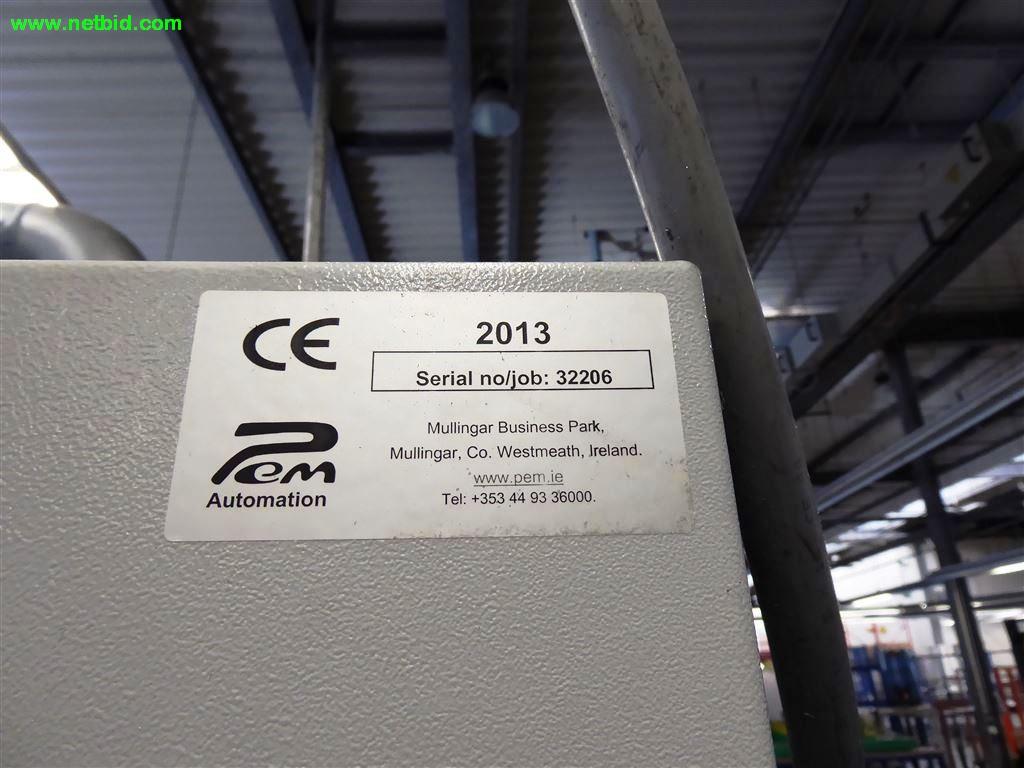 www.netbid.com
CE
2013
Serial no/job: 32206
Pem
Automation
Mullingar Business Park,
Mullingar, Co. Westmeath, Ireland.
www.pem.ie
Tel: +353 44 93 36000.